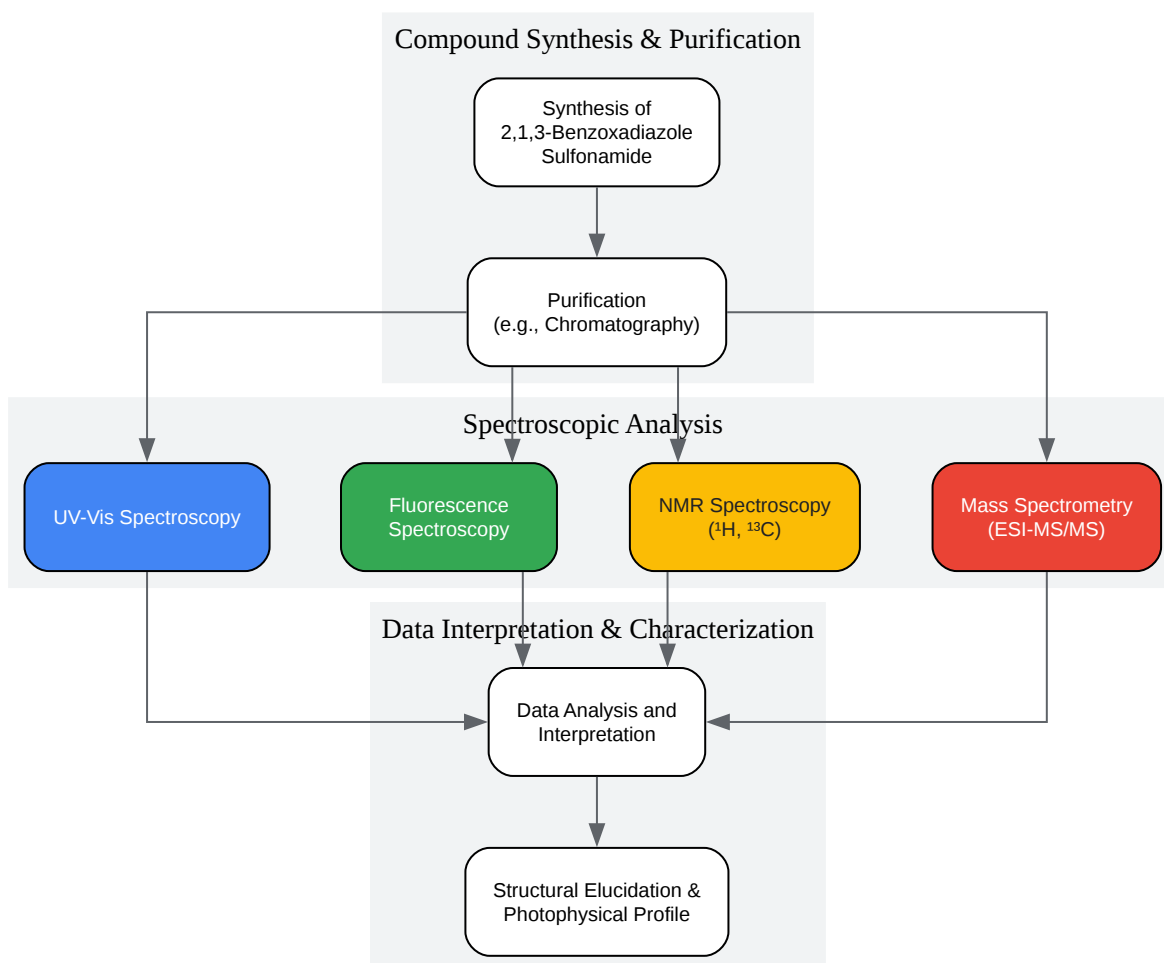 Compound Synthesis & Purification
Synthesis of
2,1,3-Benzoxadiazole
Sulfonamide
Purification
(e.g., Chromatography)
Spectroscopic Analysis
UV-Vis Spectroscopy
Fluorescence
Spectroscopy
NMR Spectroscopy
(¹H, ¹³C)
Mass Spectrometry
(ESI-MS/MS)
Data Interpretation & Characterization
Data Analysis and
Interpretation
Structural Elucidation &
Photophysical Profile